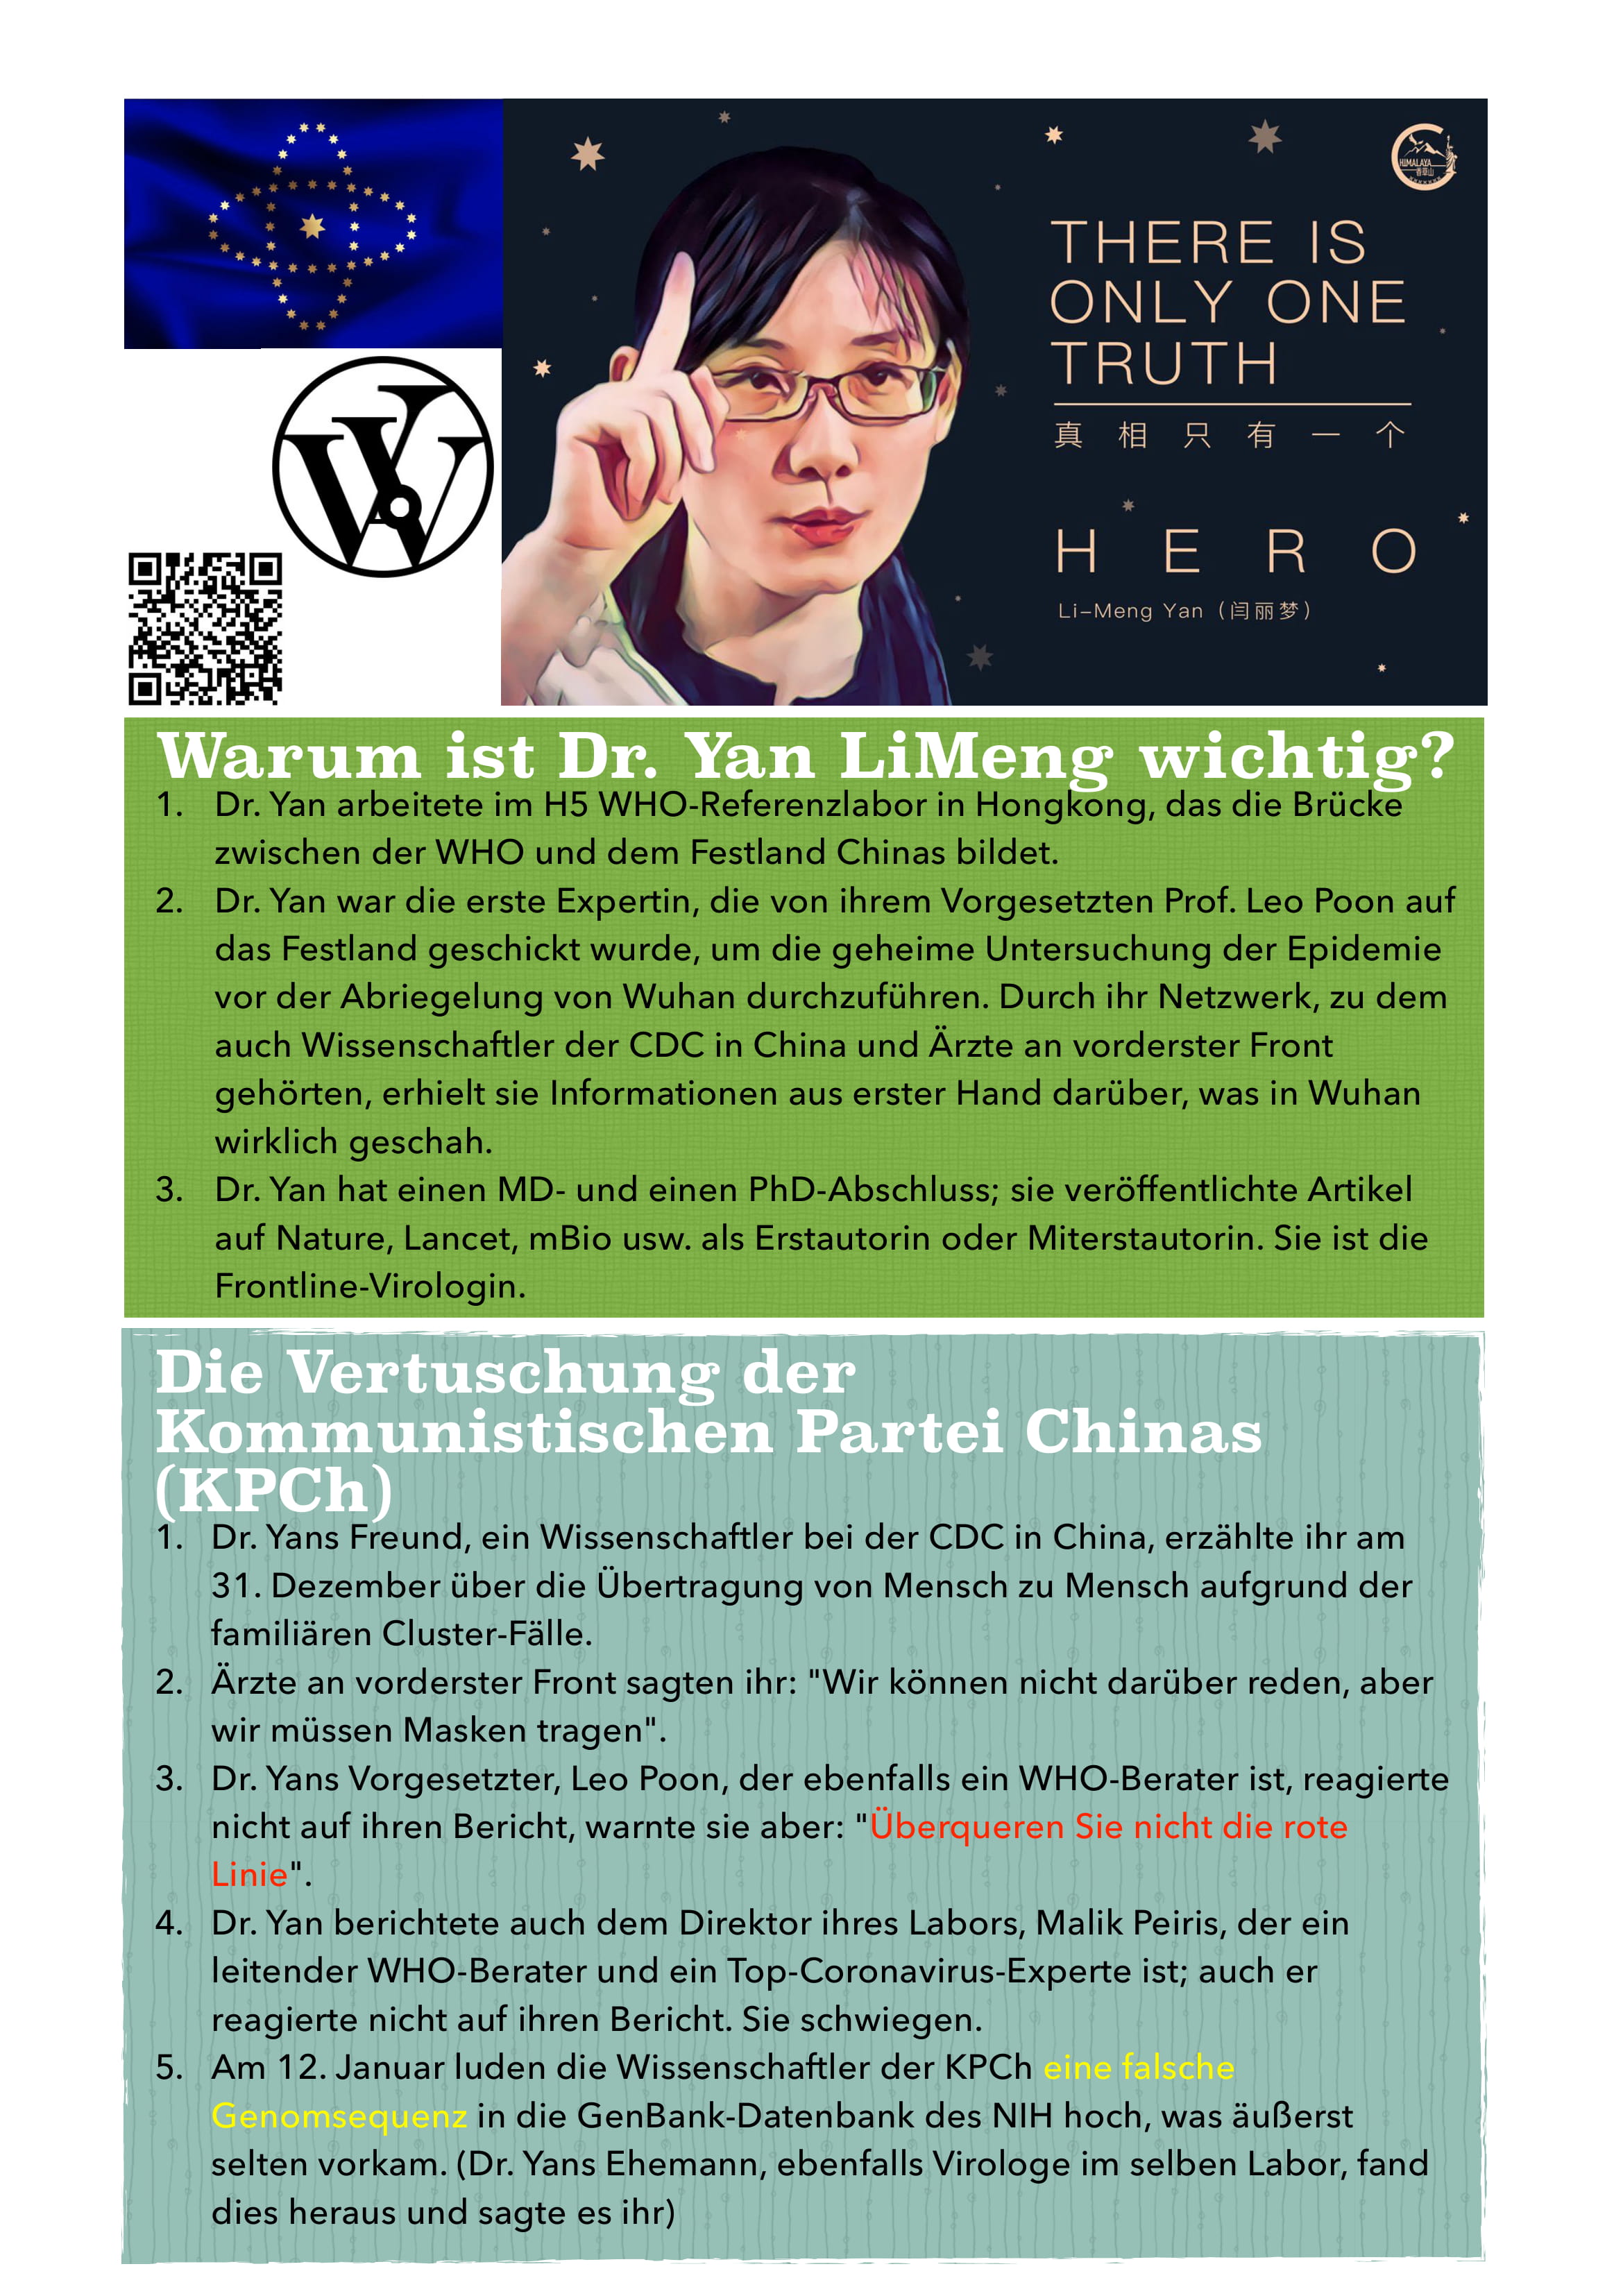 HIMALAYA
THERE IS
ONLY ONE
TRUTH
真相只有一个
HERO
Li-Meng Yan (闫丽梦)
Warum ist Dr. Yan LiMeng wichtig?
1. Dr. Yan arbeitete im H5 WHO-Referenzlabor in Hongkong, das die Brücke
zwischen der WHO und dem Festland Chinas bildet.
2. Dr. Yan war die erste Expertin, die von ihrem Vorgesetzten Prof. Leo Poon auf
das Festland geschickt wurde, um die geheime Untersuchung der Epidemie
vor der Abriegelung von Wuhan durchzuführen. Durch ihr Netzwerk, zu dem
auch Wissenschaftler der CDC in China und Ärzte an vorderster Front
gehörten, erhielt sie Informationen aus erster Hand darüber, was in Wuhan
wirklich geschah.
3. Dr. Yan hat einen MD- und einen PhD-Abschluss; sie veröffentlichte Artikel
auf Nature, Lancet, mBio usw. als Erstautorin oder Miterstautorin. Sie ist die
Frontline-Virologin.
Die Vertuschung der
Kommunistischen Partei Chinas
(KPCh)
1. Dr. Yans Freund, ein Wissenschaftler bei der CDC in China, erzählte ihr am
31. Dezember über die Übertragung von Mensch zu Mensch aufgrund der
familiären Cluster-Fälle.
2. Ärzte an vorderster Front sagten ihr: "Wir können nicht darüber reden, aber
wir müssen Masken tragen".
3. Dr. Yans Vorgesetzter, Leo Poon, der ebenfalls ein WHO-Berater ist, reagierte
nicht auf ihren Bericht, warnte sie aber: "Überqueren Sie nicht die rote
Linie".
4. Dr. Yan berichtete auch dem Direktor ihres Labors, Malik Peiris, der ein
leitender WHO-Berater und ein Top-Coronavirus-Experte ist; auch er
reagierte nicht auf ihren Bericht. Sie schwiegen.
5. Am 12. Januar luden die Wissenschaftler der KPCh eine falsche
Genomsequenz in die GenBank-Datenbank des NIH hoch, was äußerst
selten vorkam. (Dr. Yans Ehemann, ebenfalls Virologe im selben Labor, fand
dies heraus und sagte es ihr)